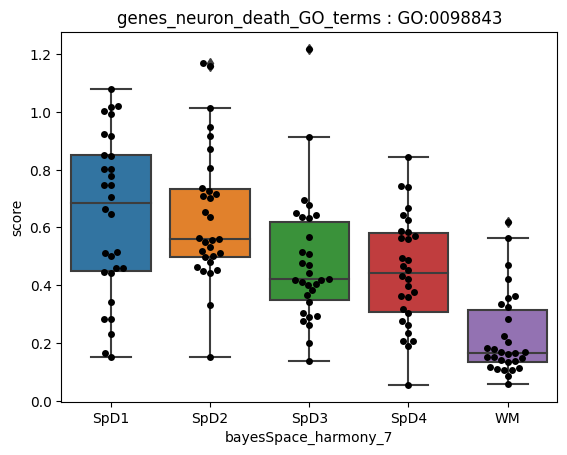 genes_neuron_death_GO_terms : GO:0098843
score
1.2
1.0
0.8
0.6
0.4
0.2
0.0
SpD1 SpD2 SpD3 SpD4 WM
bayesSpace_harmony_7